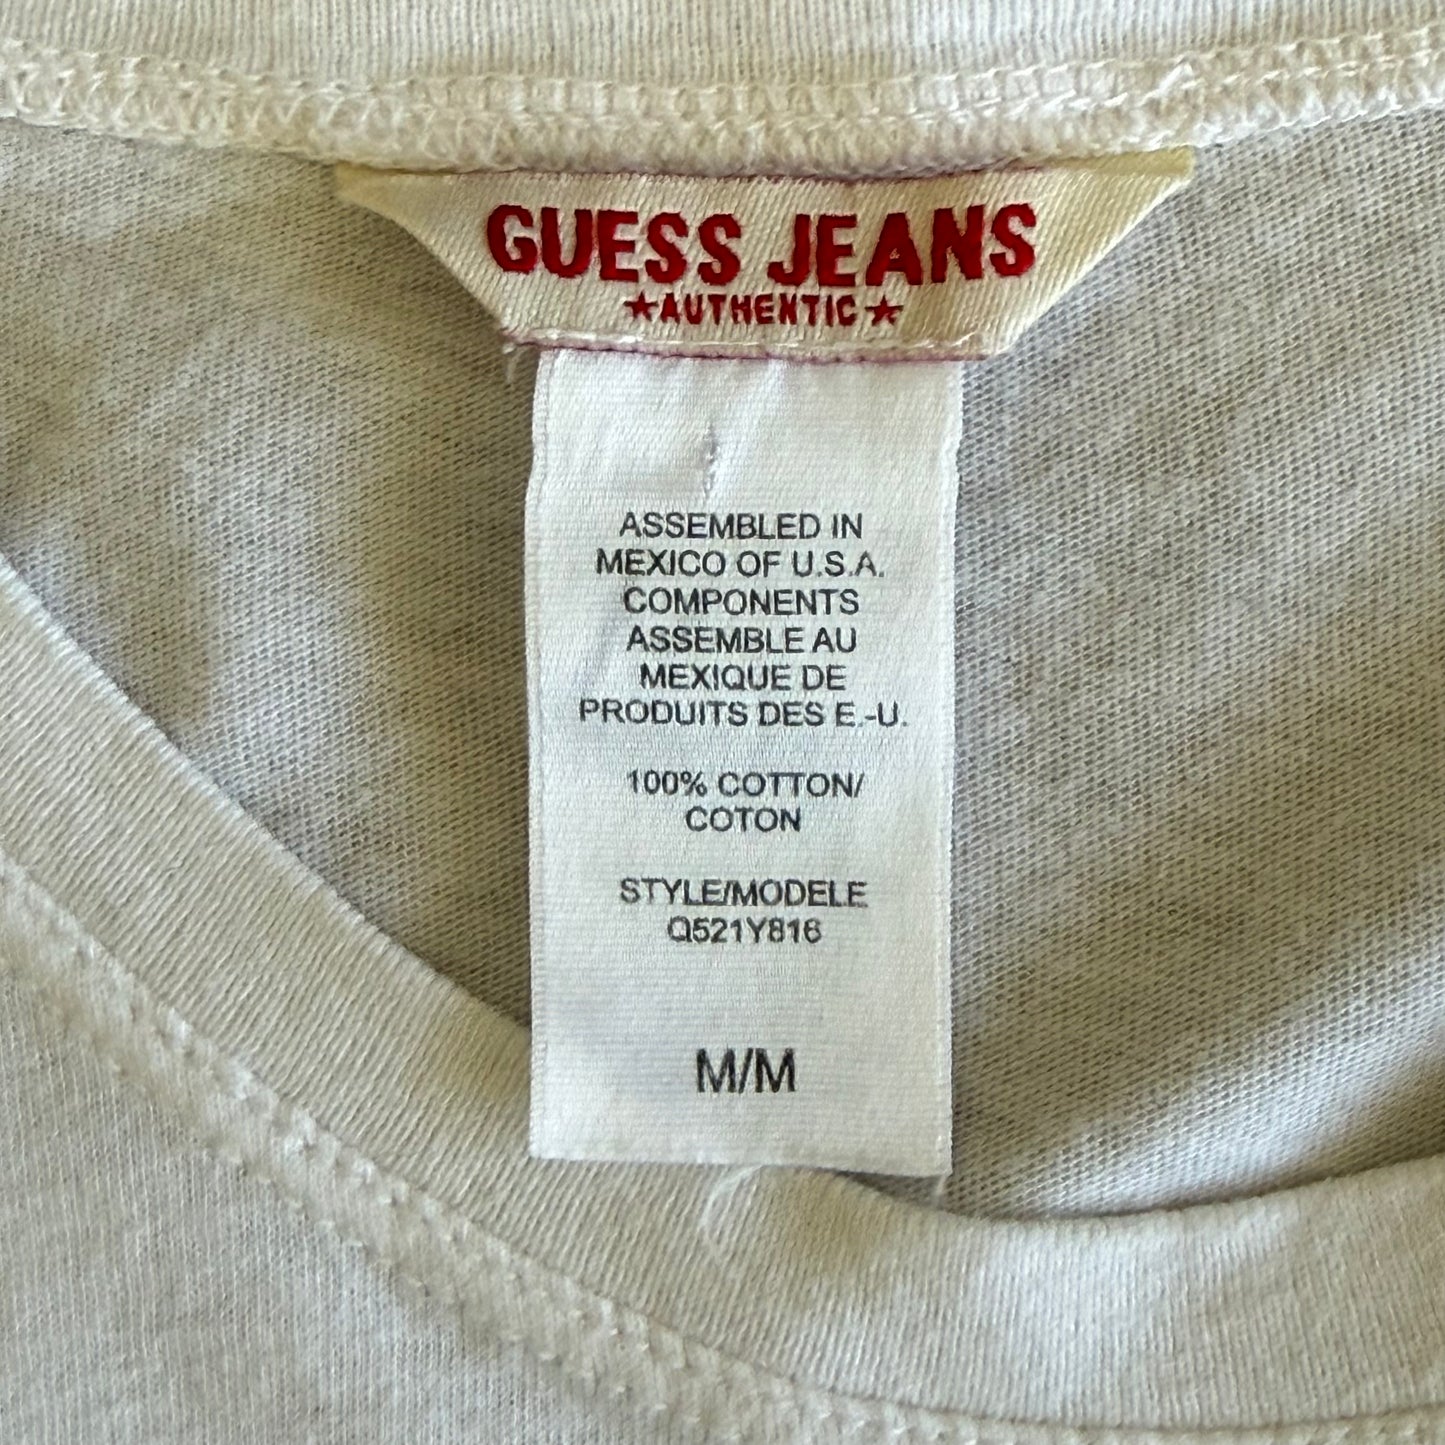 GUESS JEANS
★AUTHENTIC★
ASSEMBLED IN
MEXICO OF U.S.A.
COMPONENTS
ASSEMBLE AU
MEXIQUE DE
PRODUITS DES E.-U.
100% COTTON/
COTON
STYLE/MODELE
Q521Y816
M/M